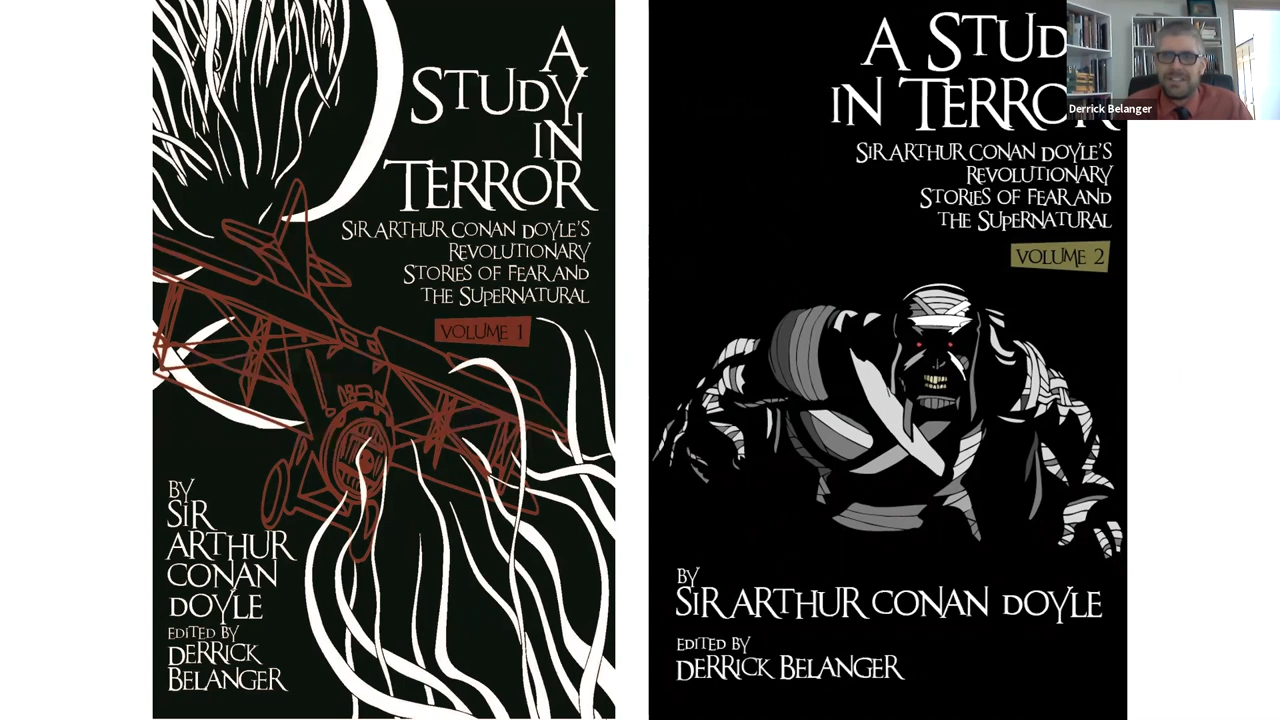 A
STUDY
IN
TERROR
SIR ARTHUR CONAN DOYLE'S
REVOLUTIONARY
STORIES OF FEAR AND
THE SUPERNATURAL
VOLUME 1
BY
SIR
ARTHUR
CONAN
DOYLE
EDITED BY
DERRICK
BELANGER
A STUD
IN TERROR
SIR ARTHUR CONAN DOYLE'S
REVOLUTIONARY
STORIES OF FEAR AND
THE SUPERNATURAL
VOLUME 2
BY
SIR ARTHUR CONAN DOYLE
EDITED BY
DERRICK BELANGER
Derrick Belanger